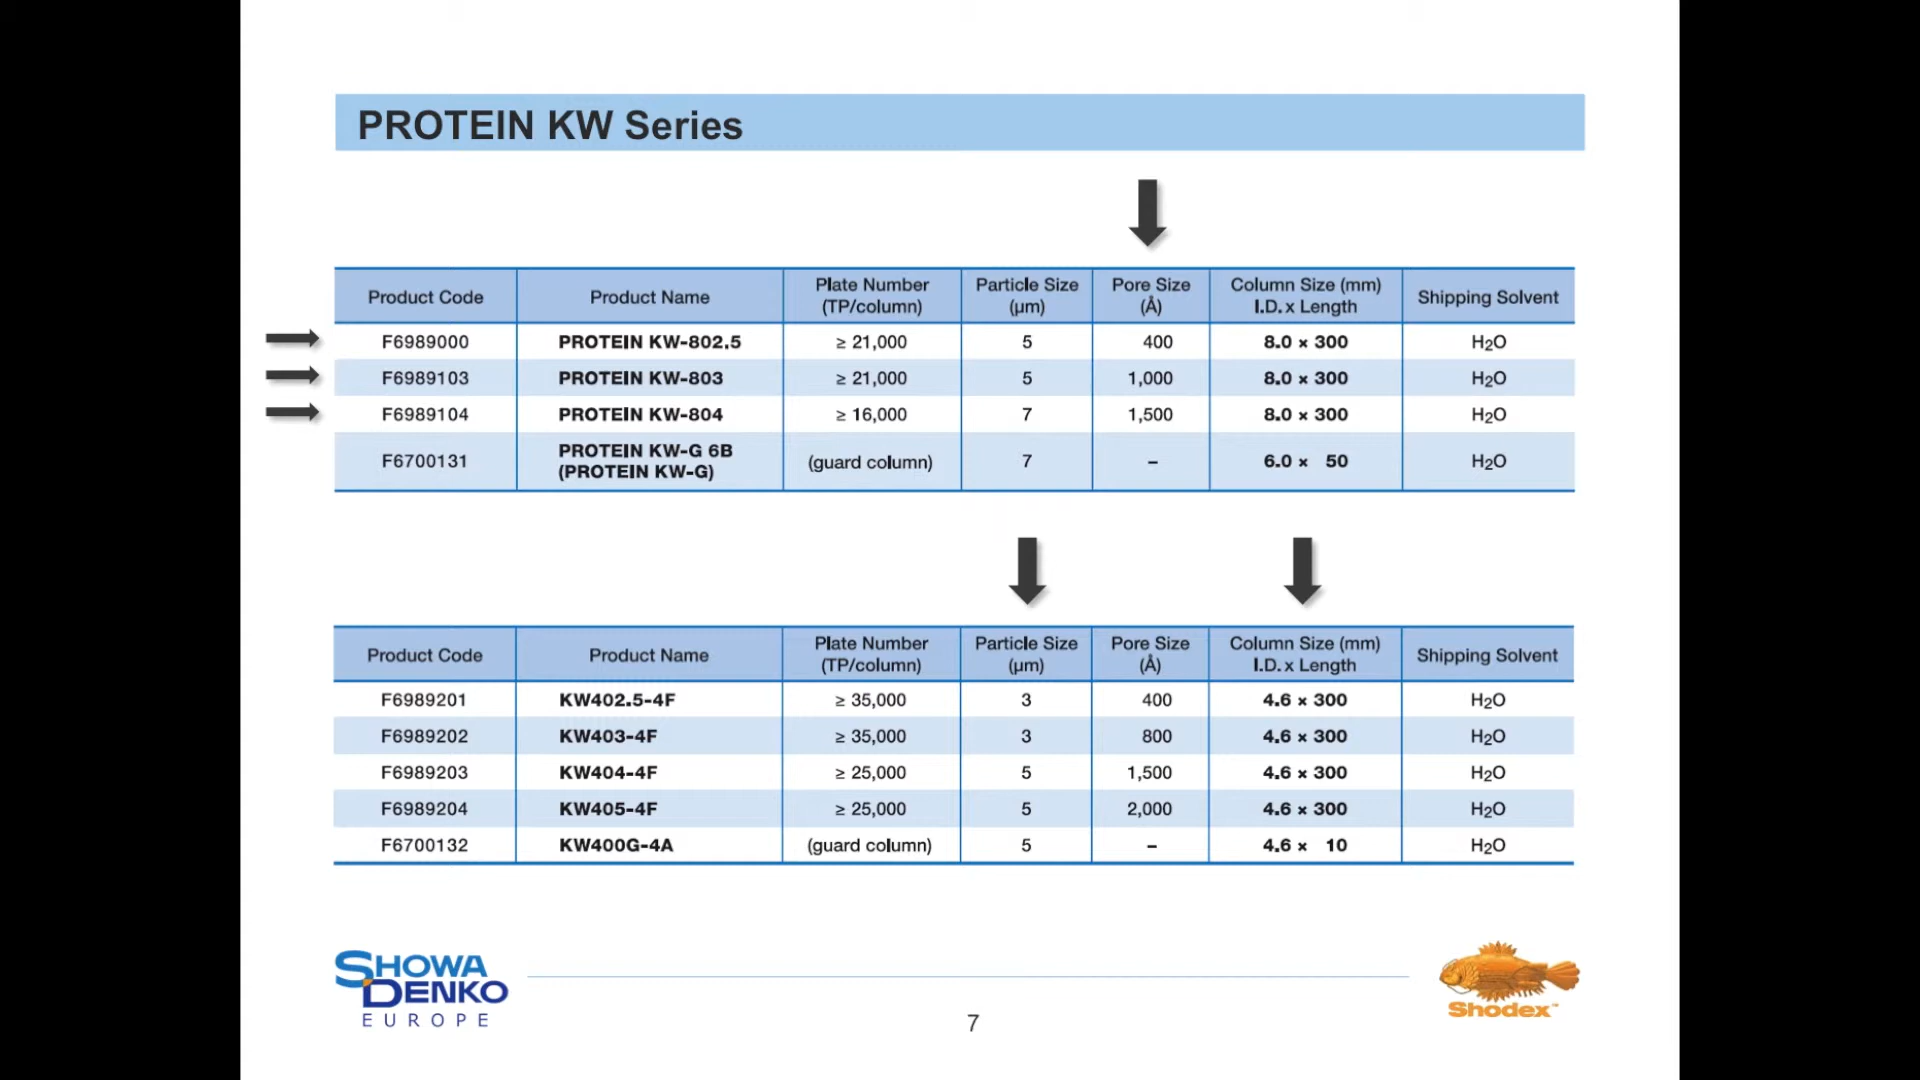 PROTEIN KW Series
Product Code Product Name Plate Number (TP/column) Particle Size (µm) Pore Size (Å) Column Size (mm) I.D. x Length Shipping Solvent
F6989000 PROTEIN KW-802.5 ≥ 21,000 5 400 8.0 × 300 H₂O
F6989103 PROTEIN KW-803 ≥ 21,000 5 1,000 8.0 × 300 H₂O
F6989104 PROTEIN KW-804 ≥ 16,000 7 1,500 8.0 × 300 H₂O
F6700131 PROTEIN KW-G 6B (PROTEIN KW-G) (guard column) 7 – 6.0 × 50 H₂O
Product Code Product Name Plate Number (TP/column) Particle Size (µm) Pore Size (Å) Column Size (mm) I.D. x Length Shipping Solvent
F6989201 KW402.5-4F ≥ 35,000 3 400 4.6 × 300 H₂O
F6989202 KW403-4F ≥ 35,000 3 800 4.6 × 300 H₂O
F6989203 KW404-4F ≥ 25,000 5 1,500 4.6 × 300 H₂O
F6989204 KW405-4F ≥ 25,000 5 2,000 4.6 × 300 H₂O
F6700132 KW400G-4A (guard column) 5 – 4.6 × 10 H₂O
SHOWA
DENKO
EUROPE
7
Shodex™